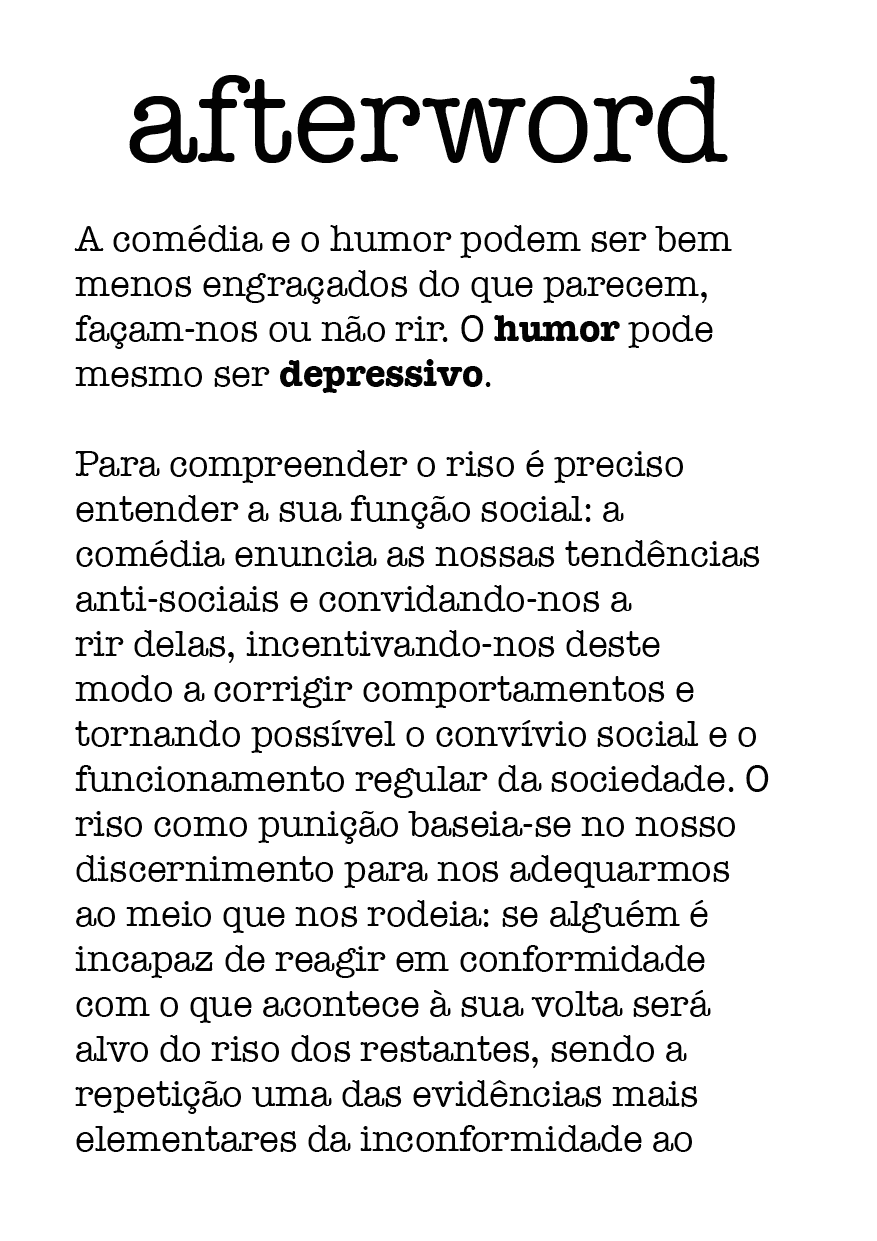 afterword
A comédia e o humor podem ser bem
menos engraçados do que parecem,
façam-nos ou não rir. O humor pode
mesmo ser depressivo.
Para compreender o riso é preciso
entender a sua função social: a
comédia enuncia as nossas tendências
anti-sociais e convidando-nos a
rir delas, incentivando-nos deste
modo a corrigir comportamentos e
tornando possível o convívio social e o
funcionamento regular da sociedade. O
riso como punição baseia-se no nosso
discernimento para nos adequarmos
ao meio que nos rodeia: se alguém é
incapaz de reagir em conformidade
com o que acontece à sua volta será
alvo do riso dos restantes, sendo a
repetição uma das evidências mais
elementares da inconformidade ao